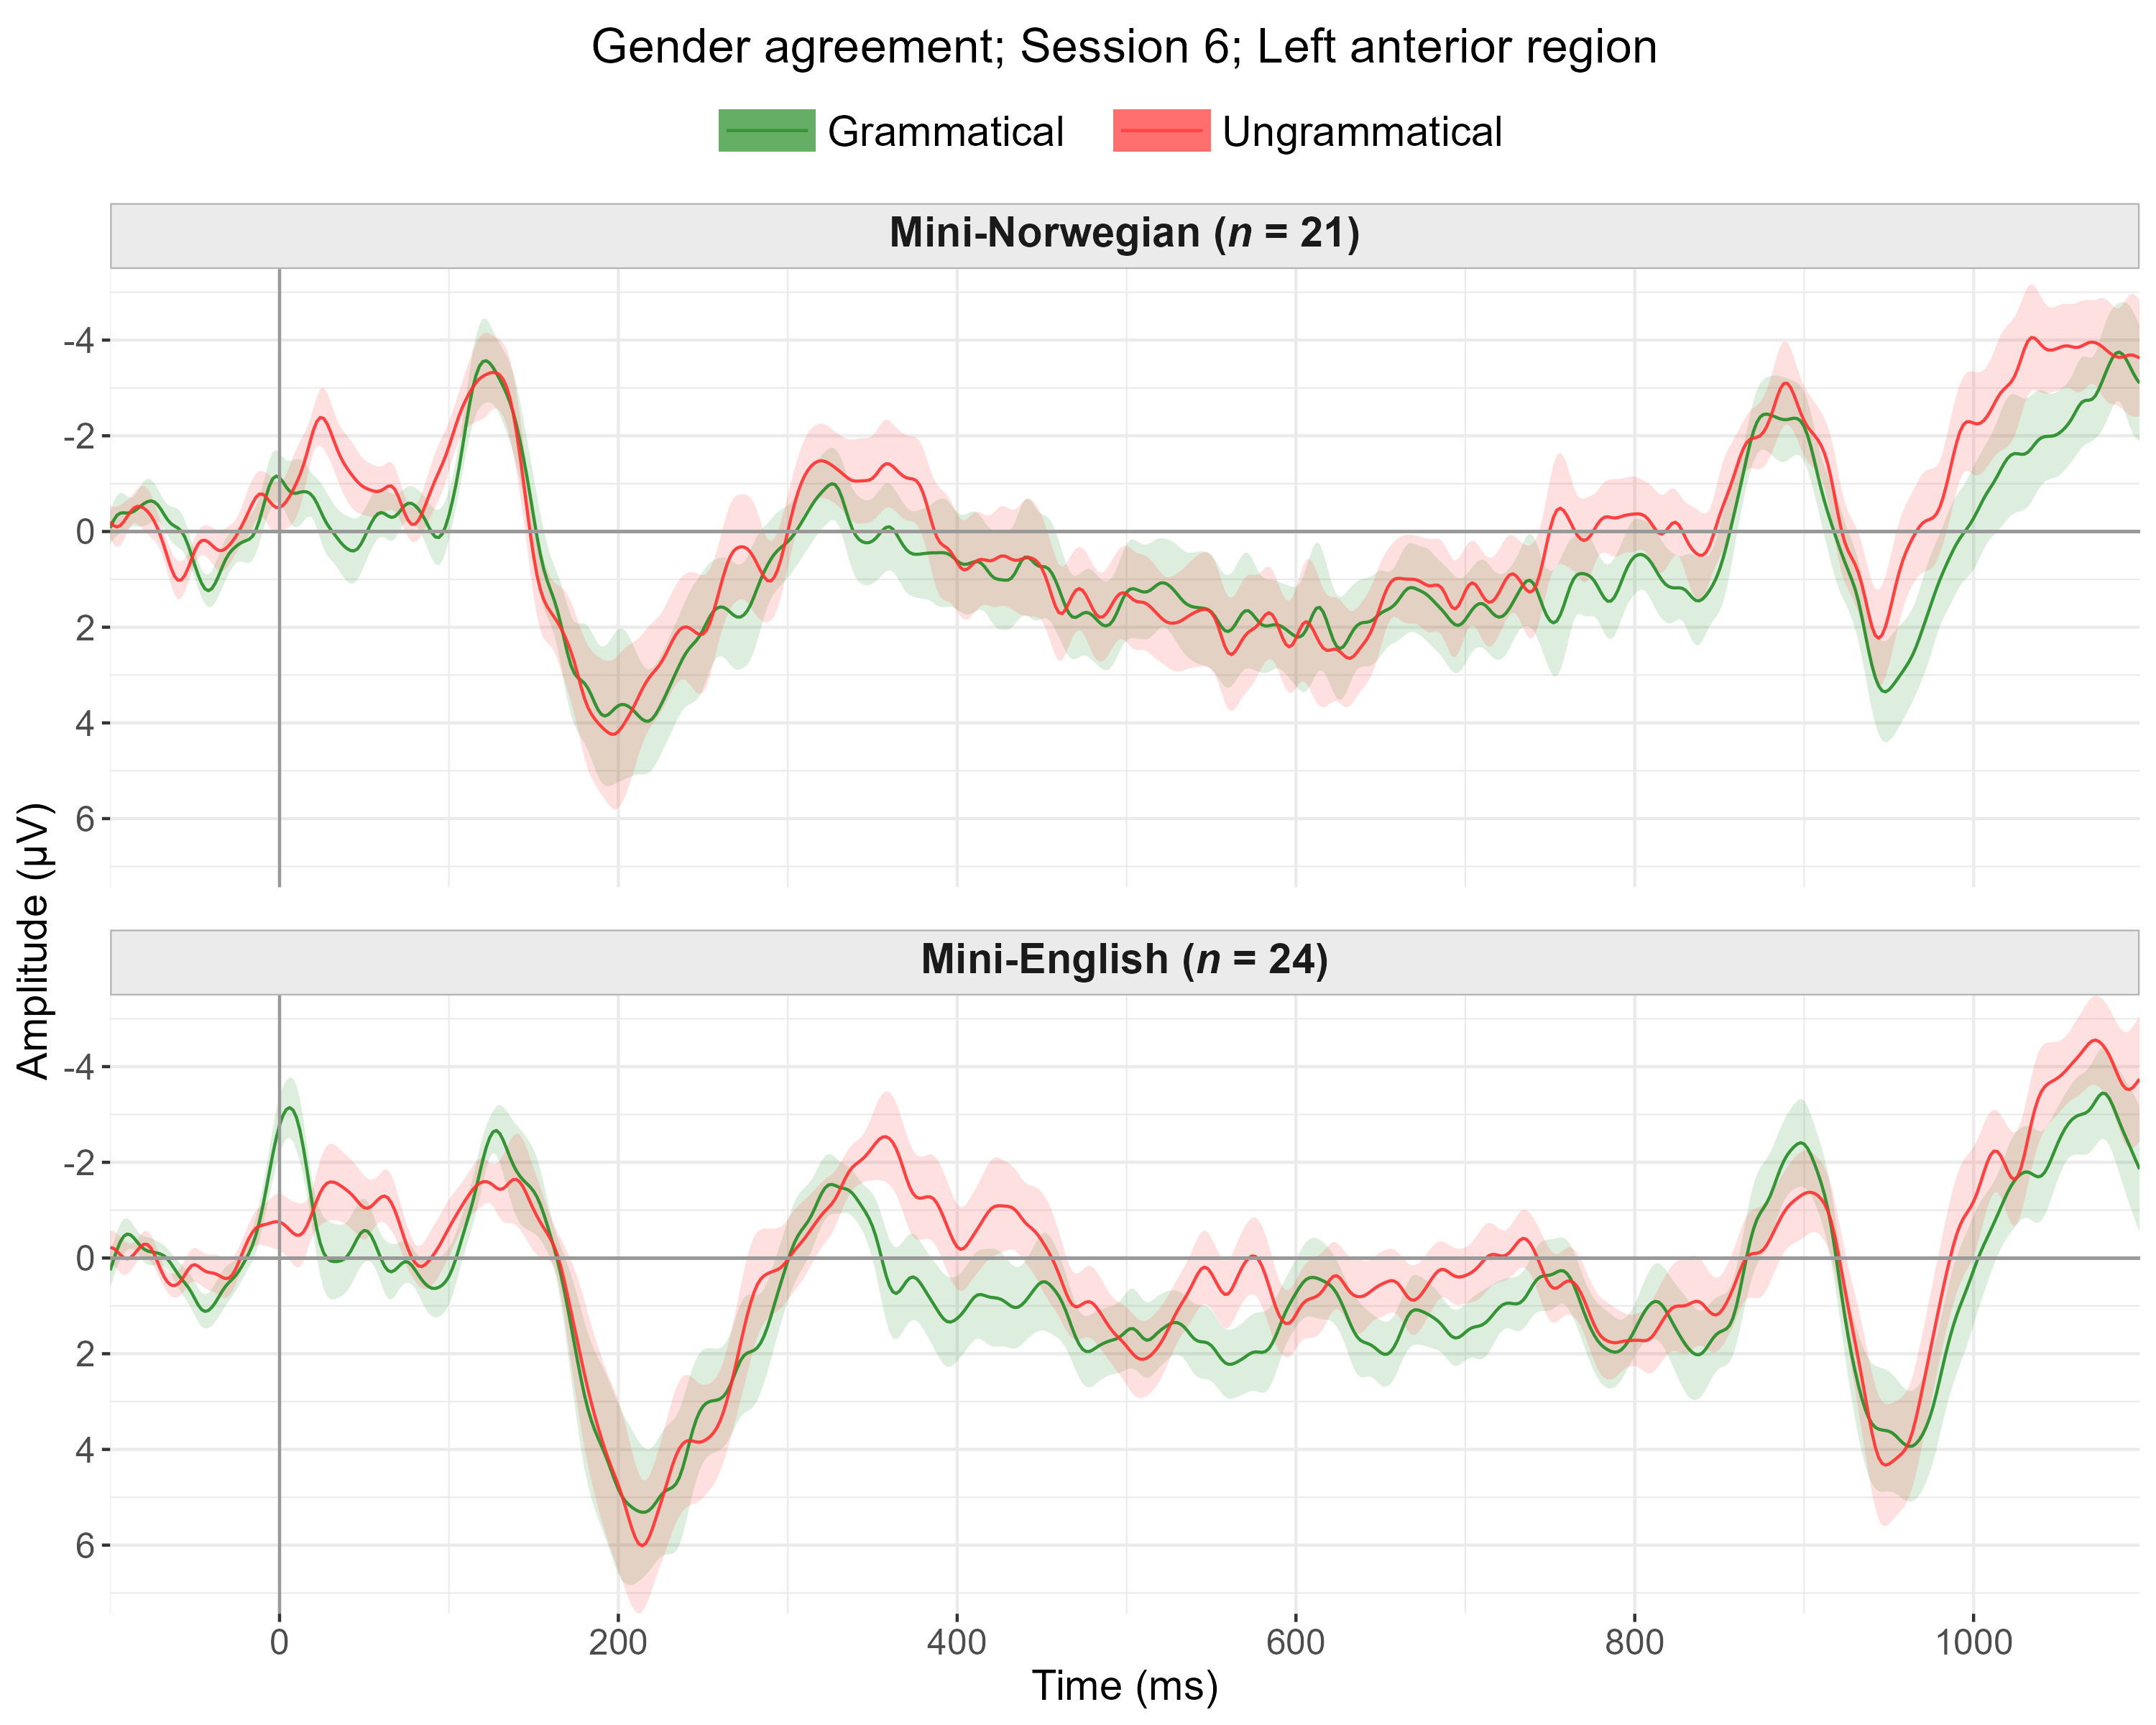 Gender agreement; Session 6; Left anterior region
Grammatical
Ungrammatical
Mini-Norwegian (n = 21)
-4
-2
0
2
4
6
Mini-English (n = 24)
-4
-2
0
2
4
6
Amplitude (µV)
0 200 400 600 800 1000
Time (ms)